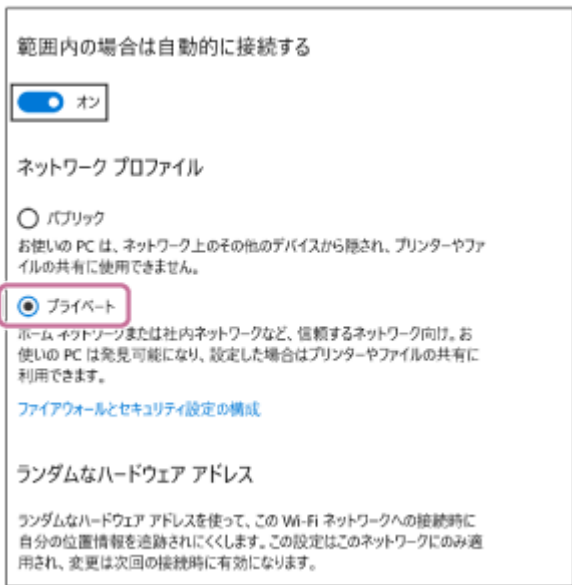 範囲内の場合は自動的に接続する
オン
ネットワーク プロファイル
パブリック
お使いの PC は、ネットワーク上のその他のデバイスから隠され、プリンターやファ
イルの共有に使用できません。
プライベート
ホーム ネットワークまたは社内ネットワークなど、信頼するネットワーク向け。お
使いの PC は発見可能になり、設定した場合はプリンターやファイルの共有に
利用できます。
ファイアウォールとセキュリティ設定の構成
ランダムなハードウェア アドレス
ランダムなハードウェア アドレスを使って、この Wi-Fi ネットワークへの接続時に
自分の位置情報を追跡されにくくします。この設定はこのネットワークにのみ適
用され、変更は次回の接続時に有効になります。